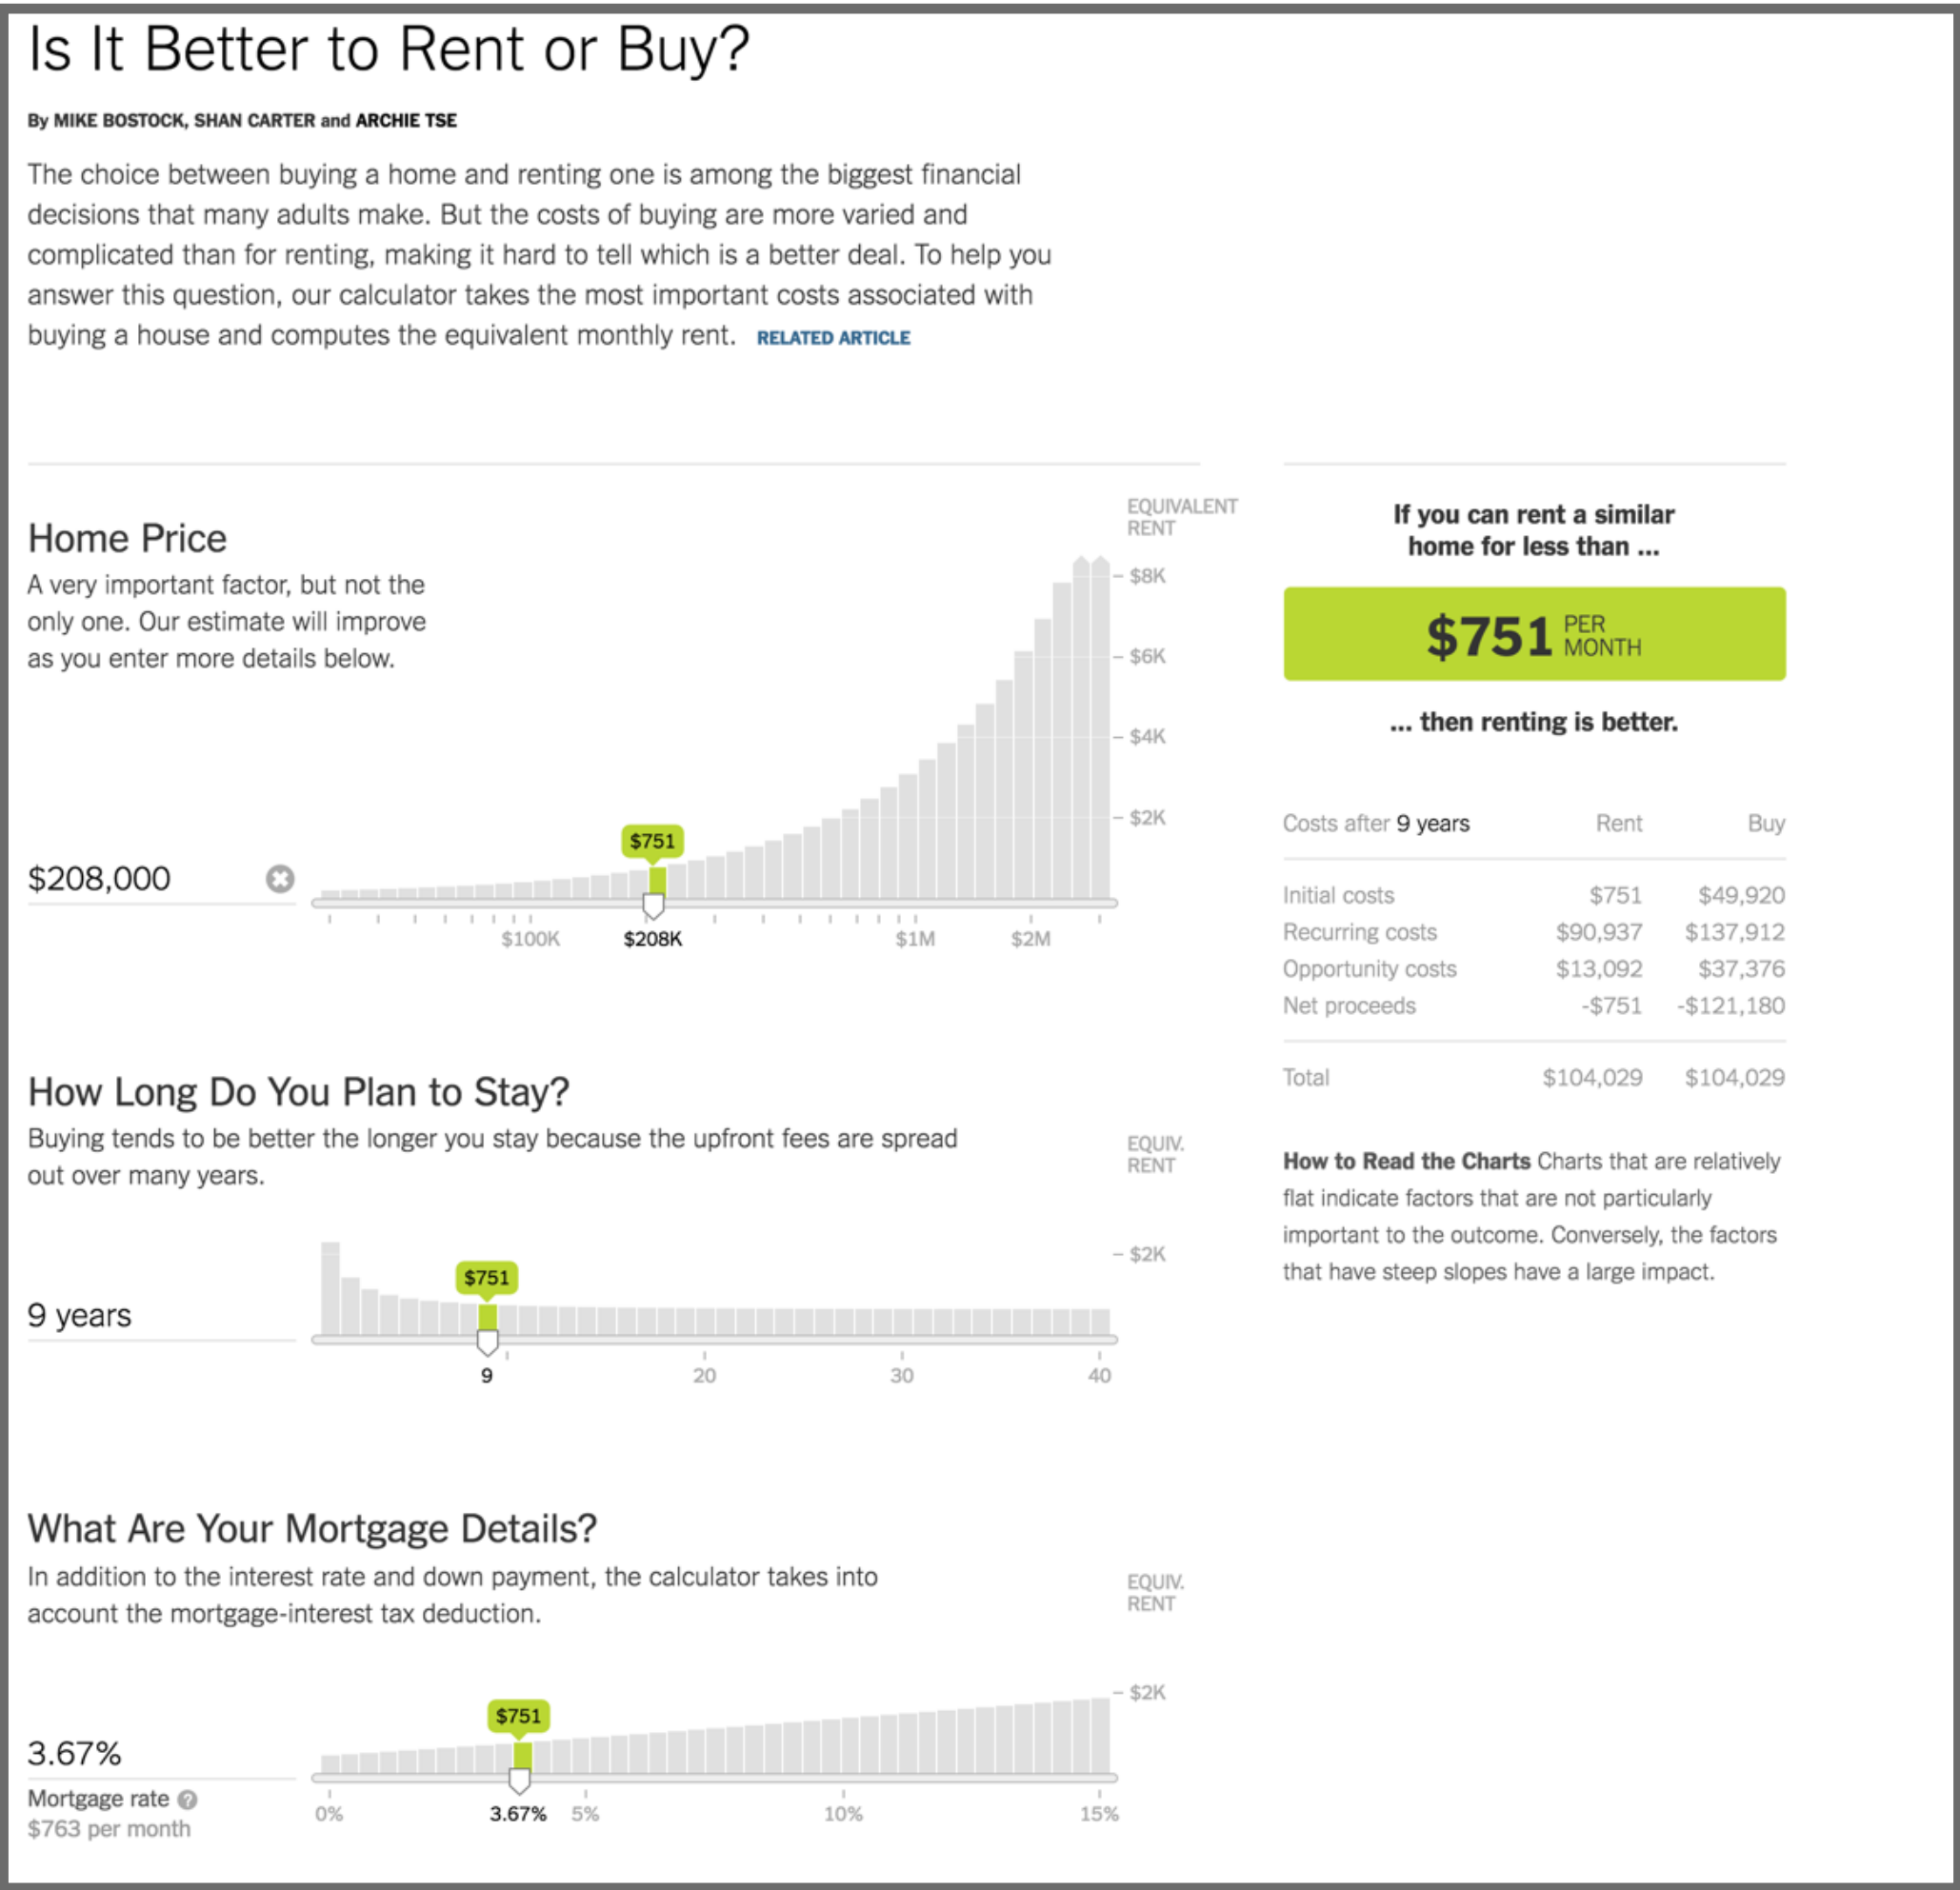 Is It Better to Rent or Buy?
By MIKE BOSTOCK, SHAN CARTER and ARCHIE TSE
The choice between buying a home and renting one is among the biggest financial
decisions that many adults make. But the costs of buying are more varied and
complicated than for renting, making it hard to tell which is a better deal. To help you
answer this question, our calculator takes the most important costs associated with
buying a house and computes the equivalent monthly rent. RELATED ARTICLE
Home Price
A very important factor, but not the
only one. Our estimate will improve
as you enter more details below.
$208,000
EQUIVALENT
RENT
$8K
$6K
$4K
$2K
$751
$100K $208K $1M $2M
How Long Do You Plan to Stay?
Buying tends to be better the longer you stay because the upfront fees are spread
out over many years.
EQUIV.
RENT
$2K
$751
9 years
9 20 30 40
What Are Your Mortgage Details?
In addition to the interest rate and down payment, the calculator takes into
account the mortgage-interest tax deduction.
EQUIV.
RENT
$2K
$751
3.67%
Mortgage rate ?
$763 per month
0% 3.67% 5% 10% 15%
If you can rent a similar
home for less than ...
$751 PER
MONTH
... then renting is better.
Costs after 9 years Rent Buy
Initial costs $751 $49,920
Recurring costs $90,937 $137,912
Opportunity costs $13,092 $37,376
Net proceeds -$751 -$121,180
Total $104,029 $104,029
How to Read the Charts Charts that are relatively
flat indicate factors that are not particularly
important to the outcome. Conversely, the factors
that have steep slopes have a large impact.